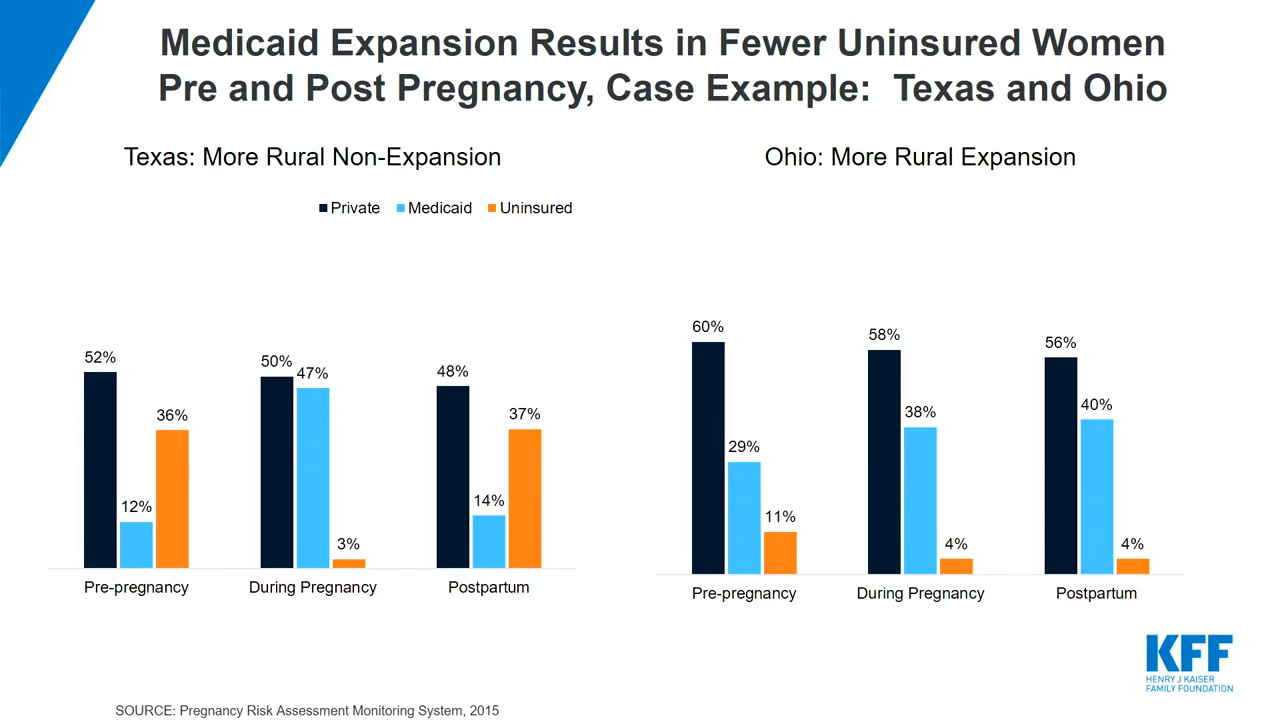 Medicaid Expansion Results in Fewer Uninsured Women
Pre and Post Pregnancy, Case Example:  Texas and Ohio
Texas: More Rural Non-Expansion
Private Medicaid Uninsured
52%
12%
36%
50%
47%
3%
48%
14%
37%
Pre-pregnancy During Pregnancy Postpartum
Ohio: More Rural Expansion
60%
29%
11%
58%
38%
4%
56%
40%
4%
Pre-pregnancy During Pregnancy Postpartum
KFF
HENRY J KAISER
FAMILY FOUNDATION
SOURCE: Pregnancy Risk Assessment Monitoring System, 2015